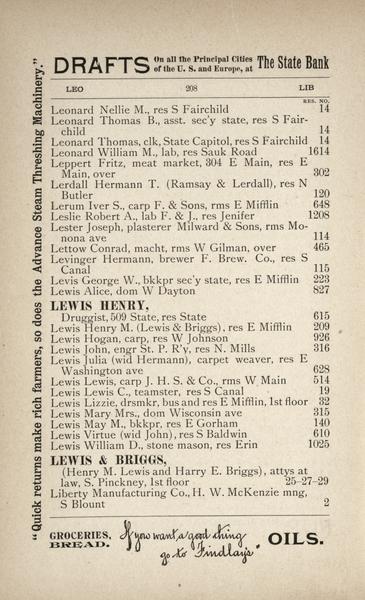 DRAFTS On all the Principal Cities of the U. S. and Europe, at The State Bank
LEO 208 LIB
RES. NO.
Leonard Nellie M., res S Fairchild 14
Leonard Thomas B., asst. sec'y state, res S Fair-
child 14
Leonard Thomas, clk, State Capitol, res S Fairchild 14
Leonard William M., lab, res Sauk Road 1614
Leppert Fritz, meat market, 304 E Main, res E
Main, over 302
Lerdall Hermann T. (Ramsay & Lerdall), res N
Butler 120
Lerum Iver S., carp F. & Sons, rms E Mifflin 648
Leslie Robert A., lab F. & J., res Jenifer 1208
Lester Joseph, plasterer Milward & Sons, rms Mo-
nona ave 114
Lettow Conrad, macht, rms W Gilman, over 465
Levinger Hermann, brewer F. Brew. Co., res S
Canal 115
Levis George W., bkkpr sec'y state, res E Mifflin 223
Lewis Alice, dom W Dayton 827
LEWIS HENRY,
Druggist, 509 State, res State 615
Lewis Henry M. (Lewis & Briggs), res E Mifflin 209
Lewis Hogan, carp, res W Johnson 926
Lewis John, engr St. P. R'y, res N. Mills 316
Lewis Julia (wid Hermann), carpet weaver, res E
Washington ave 628
Lewis Lewis, carp J. H. S. & Co., rms W Main 514
Lewis Lewis C., teamster, res S Canal 19
Lewis Lizzie, drsmkr, bus and res E Mifflin, 1st floor 32
Lewis Mary Mrs., dom Wisconsin ave 315
Lewis May M., bkkpr, res E Gorham 140
Lewis Virtue (wid John), res S Baldwin 610
Lewis William D., stone mason, res Erin 1025
LEWIS & BRIGGS,
(Henry M. Lewis and Harry E. Briggs), attys at
law, S. Pinckney, 1st floor 25-27-29
Liberty Manufacturing Co., H. W. McKenzie mng,
S Blount 2
GROCERIES, BREAD. If you want a good thing go to Findlay's OILS.
"Quick returns make rich farmers, so does the Advance Steam Threshing Machinery."